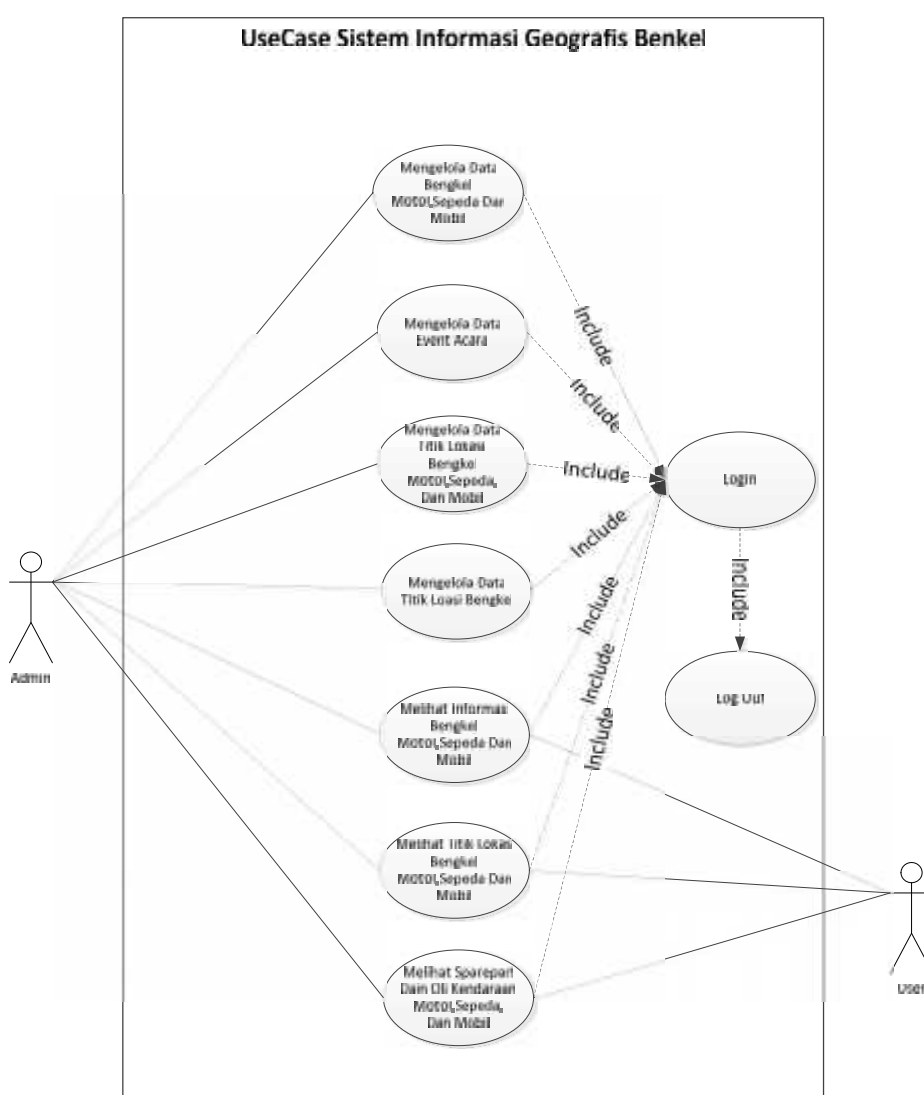 UseCase Sistem Informasi Geografis Benkel
Mengelola Data
Bengkel
Motor,Sepeda Dan
Mobil
Include
Mengelola Data
Event Acara
Include
Mengelola Data
Titik Lokasi
Bengkel
Motor,Sepeda,
Dan Mobil
Include
Login
Include
Mengelola Data
Titik Loasi Bengkel
Include
Include
Log Out
Admin
Melihat Informasi
Bengkel
Motor,Sepeda Dan
Mobil
Include
Include
Melihat Titik Lokasi
Bengkel
Motor,Sepeda Dan
Mobil
Melihat Sparepart
Dain Oli Kendaraan
Motor,Sepeda,
Dan Mobil
User